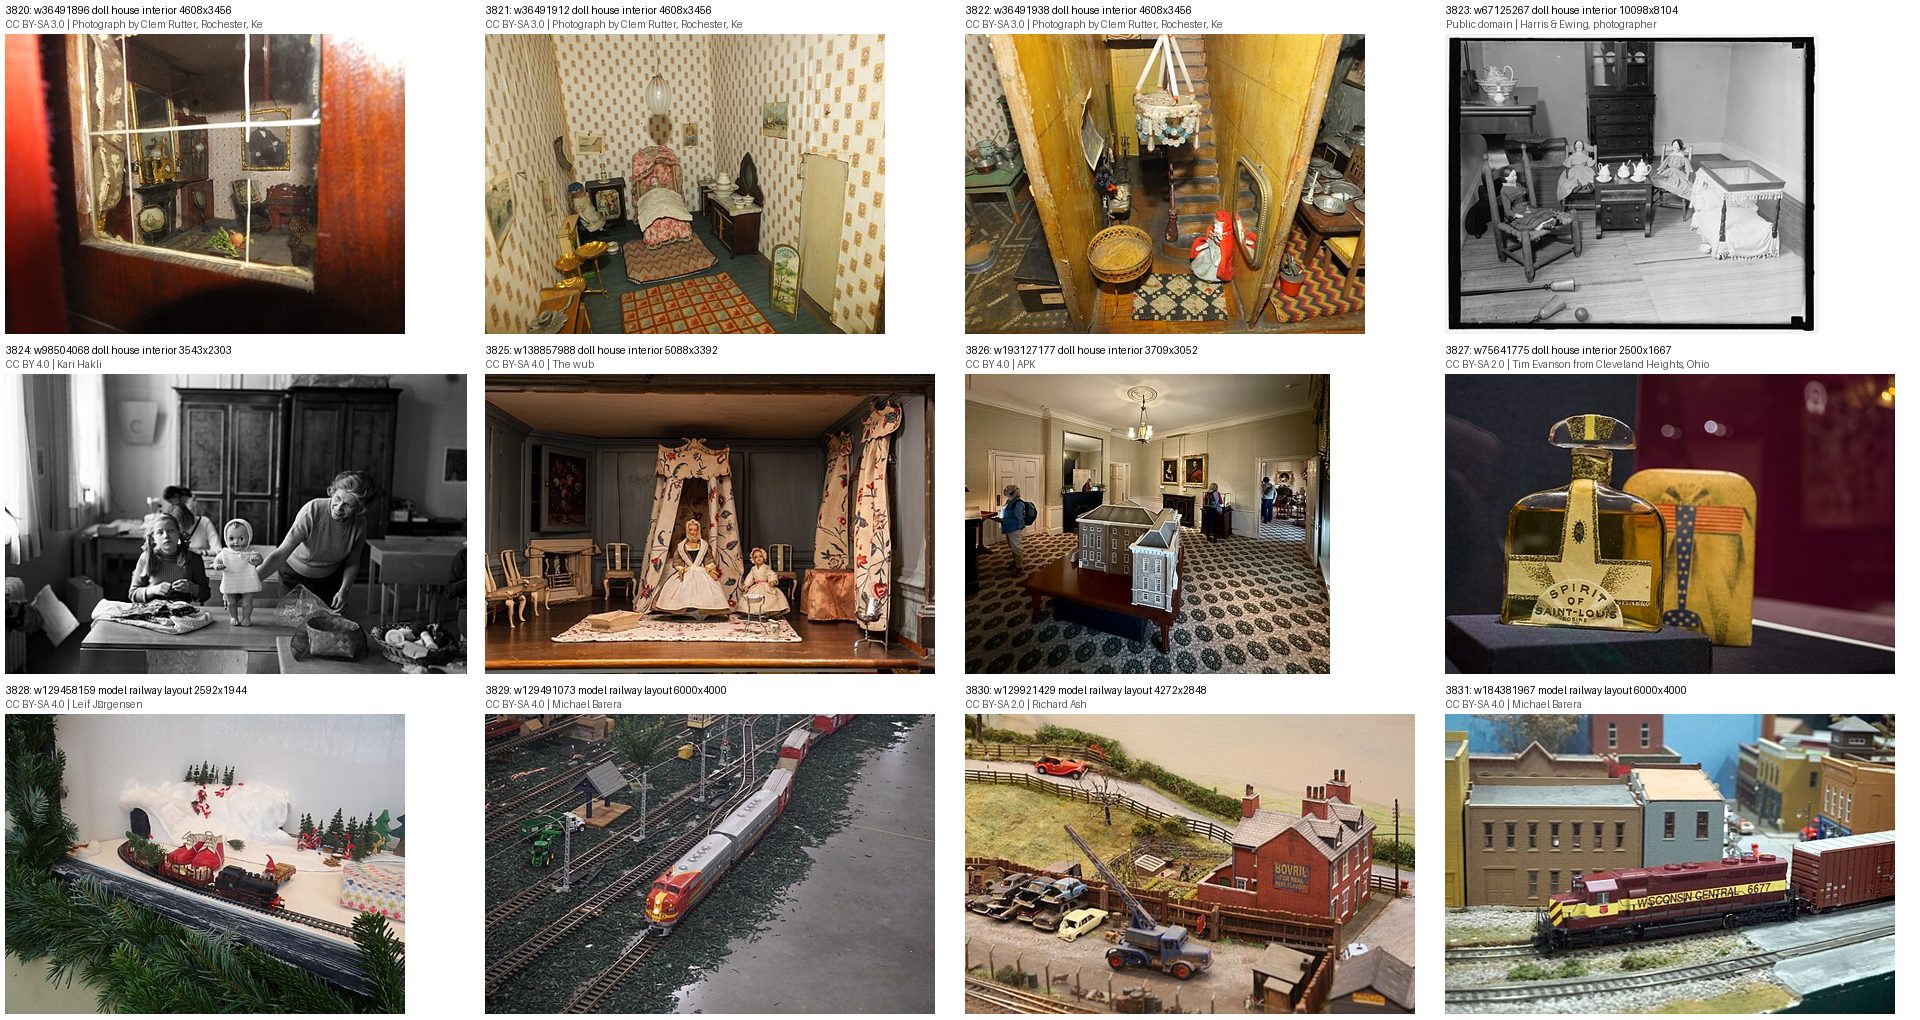 3820: w36491896 doll house interior 4608x3456
CC BY-SA 3.0 | Photograph by Clem Rutter, Rochester, Ke
3821: w36491912 doll house interior 4608x3456
CC BY-SA 3.0 | Photograph by Clem Rutter, Rochester, Ke
3822: w36491938 doll house interior 4608x3456
CC BY-SA 3.0 | Photograph by Clem Rutter, Rochester, Ke
3823: w67125267 doll house interior 10098x8104
Public domain | Harris & Ewing, photographer
3824: w98504068 doll house interior 3543x2303
CC BY 4.0 | Kari Hakli
3825: w138857988 doll house interior 5088x3392
CC BY-SA 4.0 | The wub
3826: w193127177 doll house interior 3709x3052
CC BY 4.0 | APK
3827: w75641775 doll house interior 2500x1667
CC BY-SA 2.0 | Tim Evanson from Cleveland Heights, Ohio
SPIRIT
OF
SAINT-LOUIS
ROSINE
3828: w129458159 model railway layout 2592x1944
CC BY-SA 4.0 | Leif J□rgensen
3829: w129491073 model railway layout 6000x4000
CC BY-SA 4.0 | Michael Barera
3830: w129921429 model railway layout 4272x2848
CC BY-SA 2.0 | Richard Ash
BOVRIL
FOR REAL
BEEF FLAVOUR
3831: w184381967 model railway layout 6000x4000
CC BY-SA 4.0 | Michael Barera
WISCONSIN CENTRAL 6677